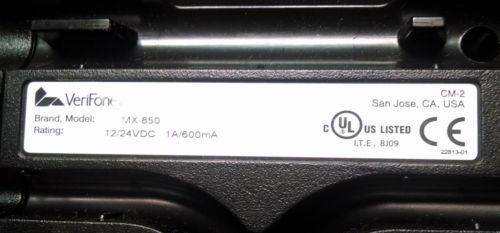 VeriFone.
Brand, Model: MX 850
Rating: 12/24VDC 1A/600mA
CM-2
San Jose, CA, USA
C UL US LISTED
I.T.E., 8J09
CE
22813-01